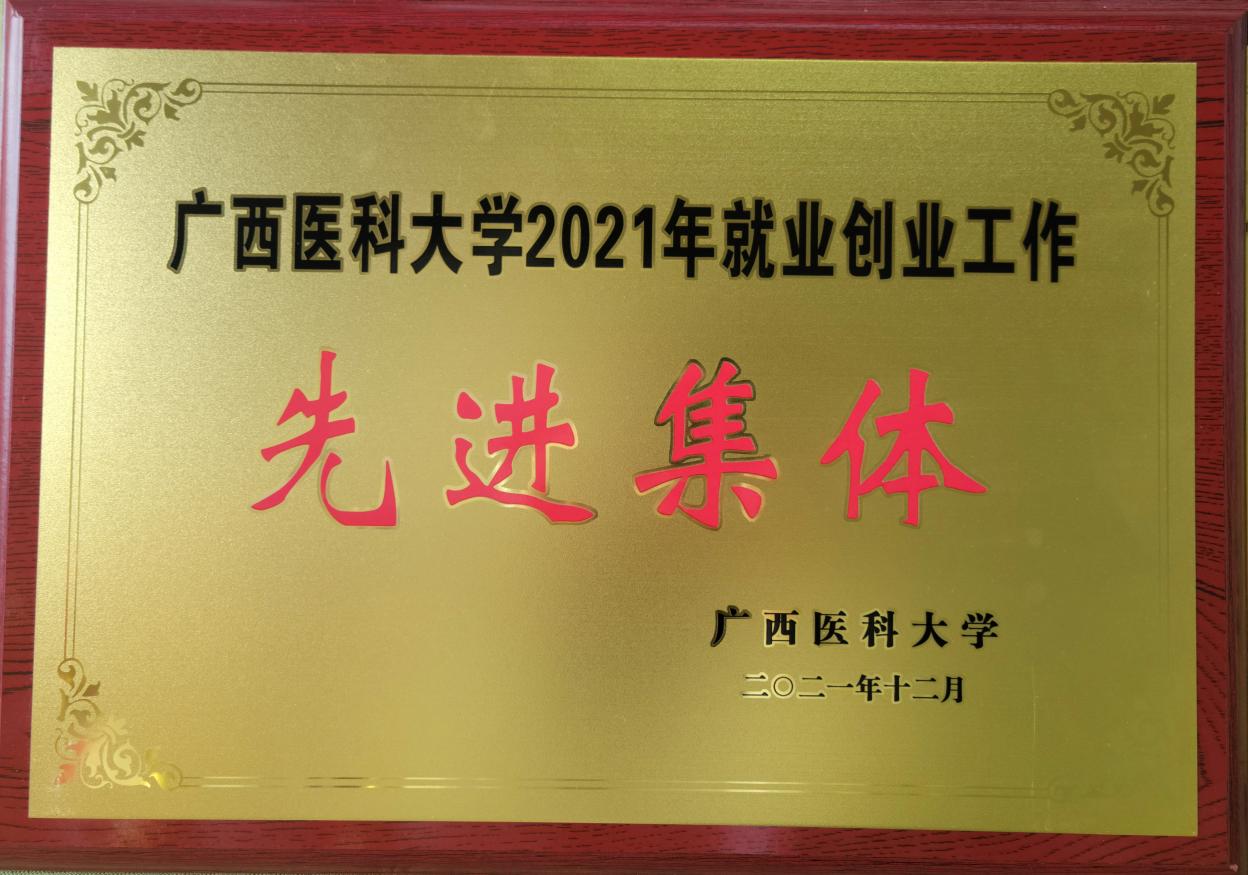 广西医科大学2021年就业创业工作
先进集体
广西医科大学
二〇二一年十二月